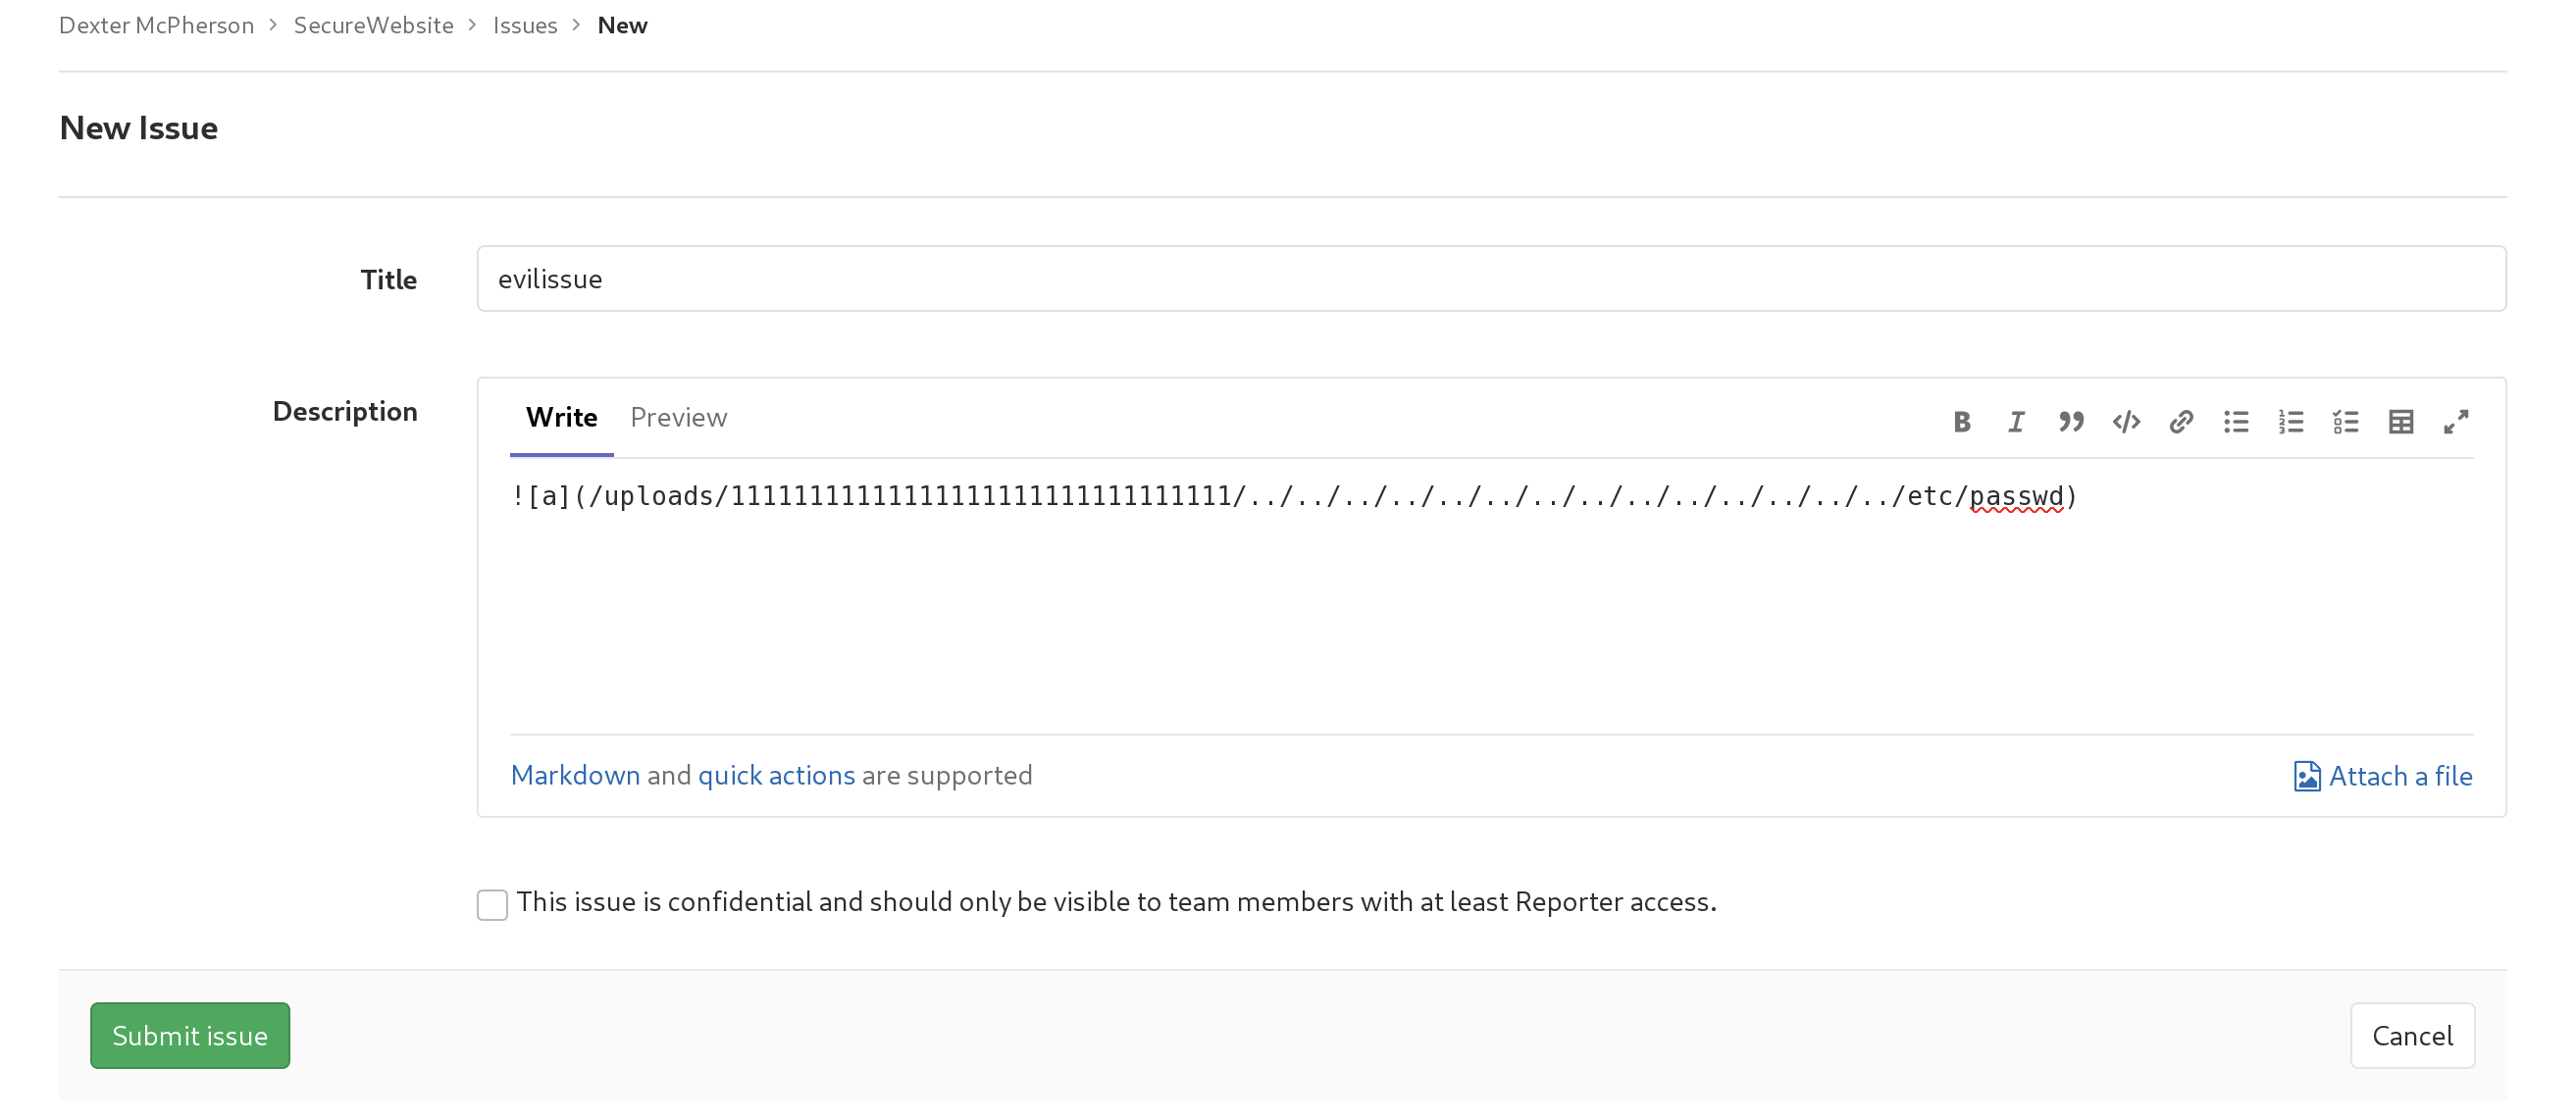 Dexter McPherson > SecureWebsite > Issues > New
New Issue
Title evilissue
Description Write Preview
![a](/uploads/11111111111111111111111111111111/../../../../../../../../../../../../../../etc/passwd)
Markdown and quick actions are supported Attach a file
This issue is confidential and should only be visible to team members with at least Reporter access.
Submit issue Cancel